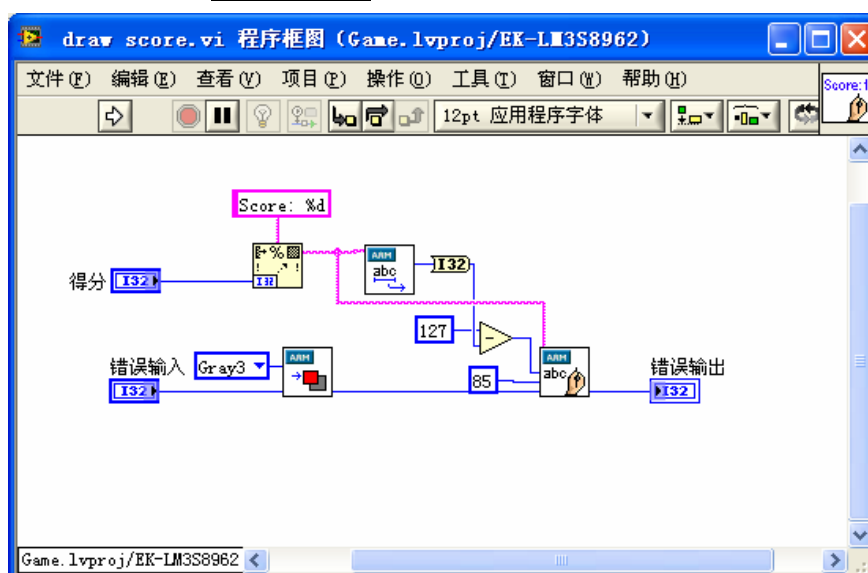 draw score.vi 程序框图 (Game.lvproj/EK-LM3S8962)
文件(F) 编辑(E) 查看(V) 项目(P) 操作(O) 工具(T) 窗口(W) 帮助(H)
12pt 应用程序字体
Score:
Score: %d
I32
ARM
abc
I32
得分 I32
127
错误输入 Gray3 ARM
I32
85
ARM
abc
错误输出
I32
Game.lvproj/EK-LM3S8962